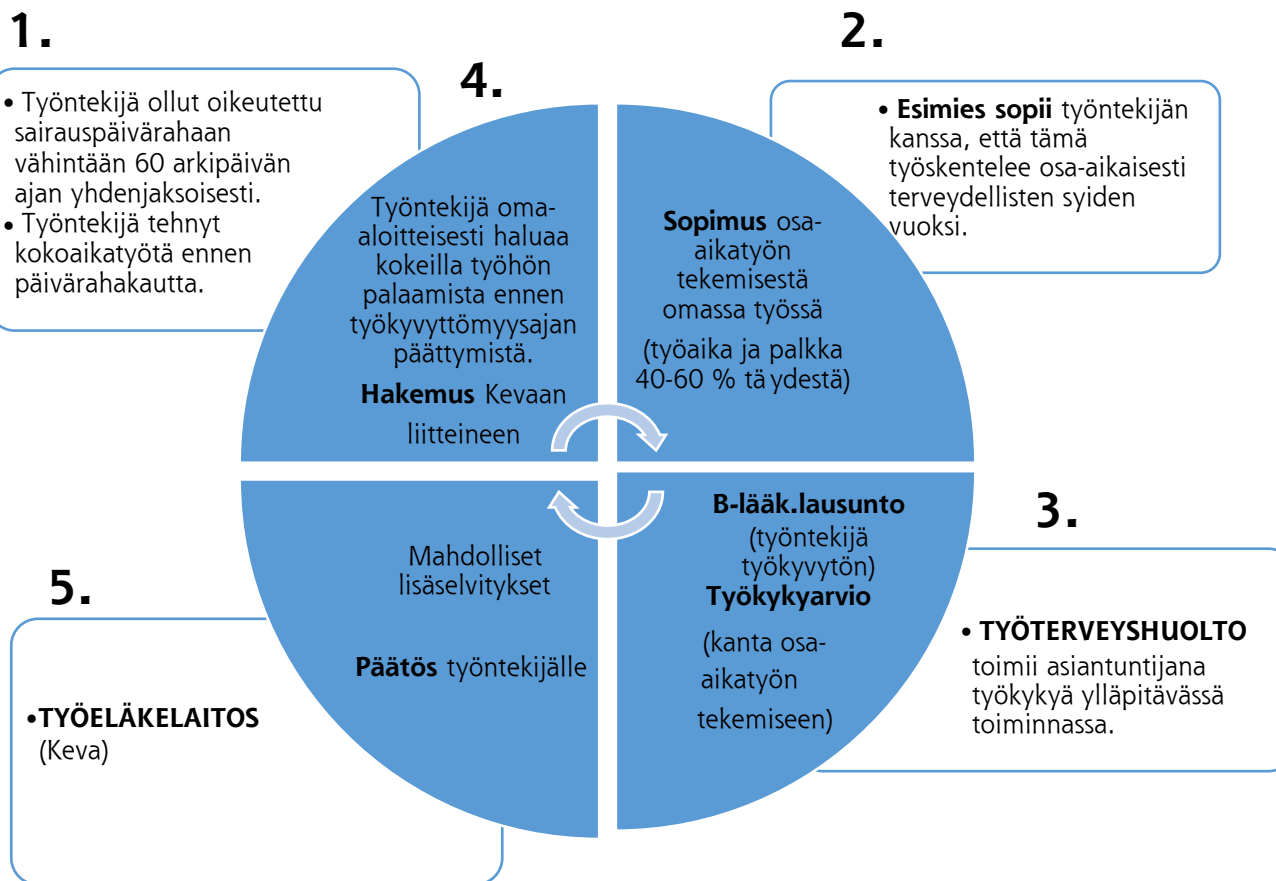 1.
• Työntekijä ollut oikeutettu
sairauspäivärahaan
vähintään 60 arkipäivän
ajan yhdenjaksoisesti.
• Työntekijä tehnyt
kokoaikatyötä ennen
päivärahakautta.
4.
Työntekijä oma-
aloitteisesti haluaa
kokeilla työhön
palaamista ennen
työkyvyttömyysajan
päättymistä.
Hakemus Kevaan
liitteineen
2.
• Esimies sopii työntekijän
kanssa, että tämä
työskentelee osa-aikaisesti
terveydellisten syiden
vuoksi.
Sopimus osa-
aikatyön
tekemisestä
omassa työssä
(työaika ja palkka
40-60 % tä ydestä)
3.
• TYÖTERVEYSHUOLTO
toimii asiantuntijana
työkykyä ylläpitävässä
toiminnassa.
B-lääk.lausunto
(työntekijä
työkyvytön)
Työkykyarvio
(kanta osa-
aikatyön
tekemiseen)
5.
•TYÖELÄKELAITOS
(Keva)
Mahdolliset
lisäselvitykset
Päätös työntekijälle